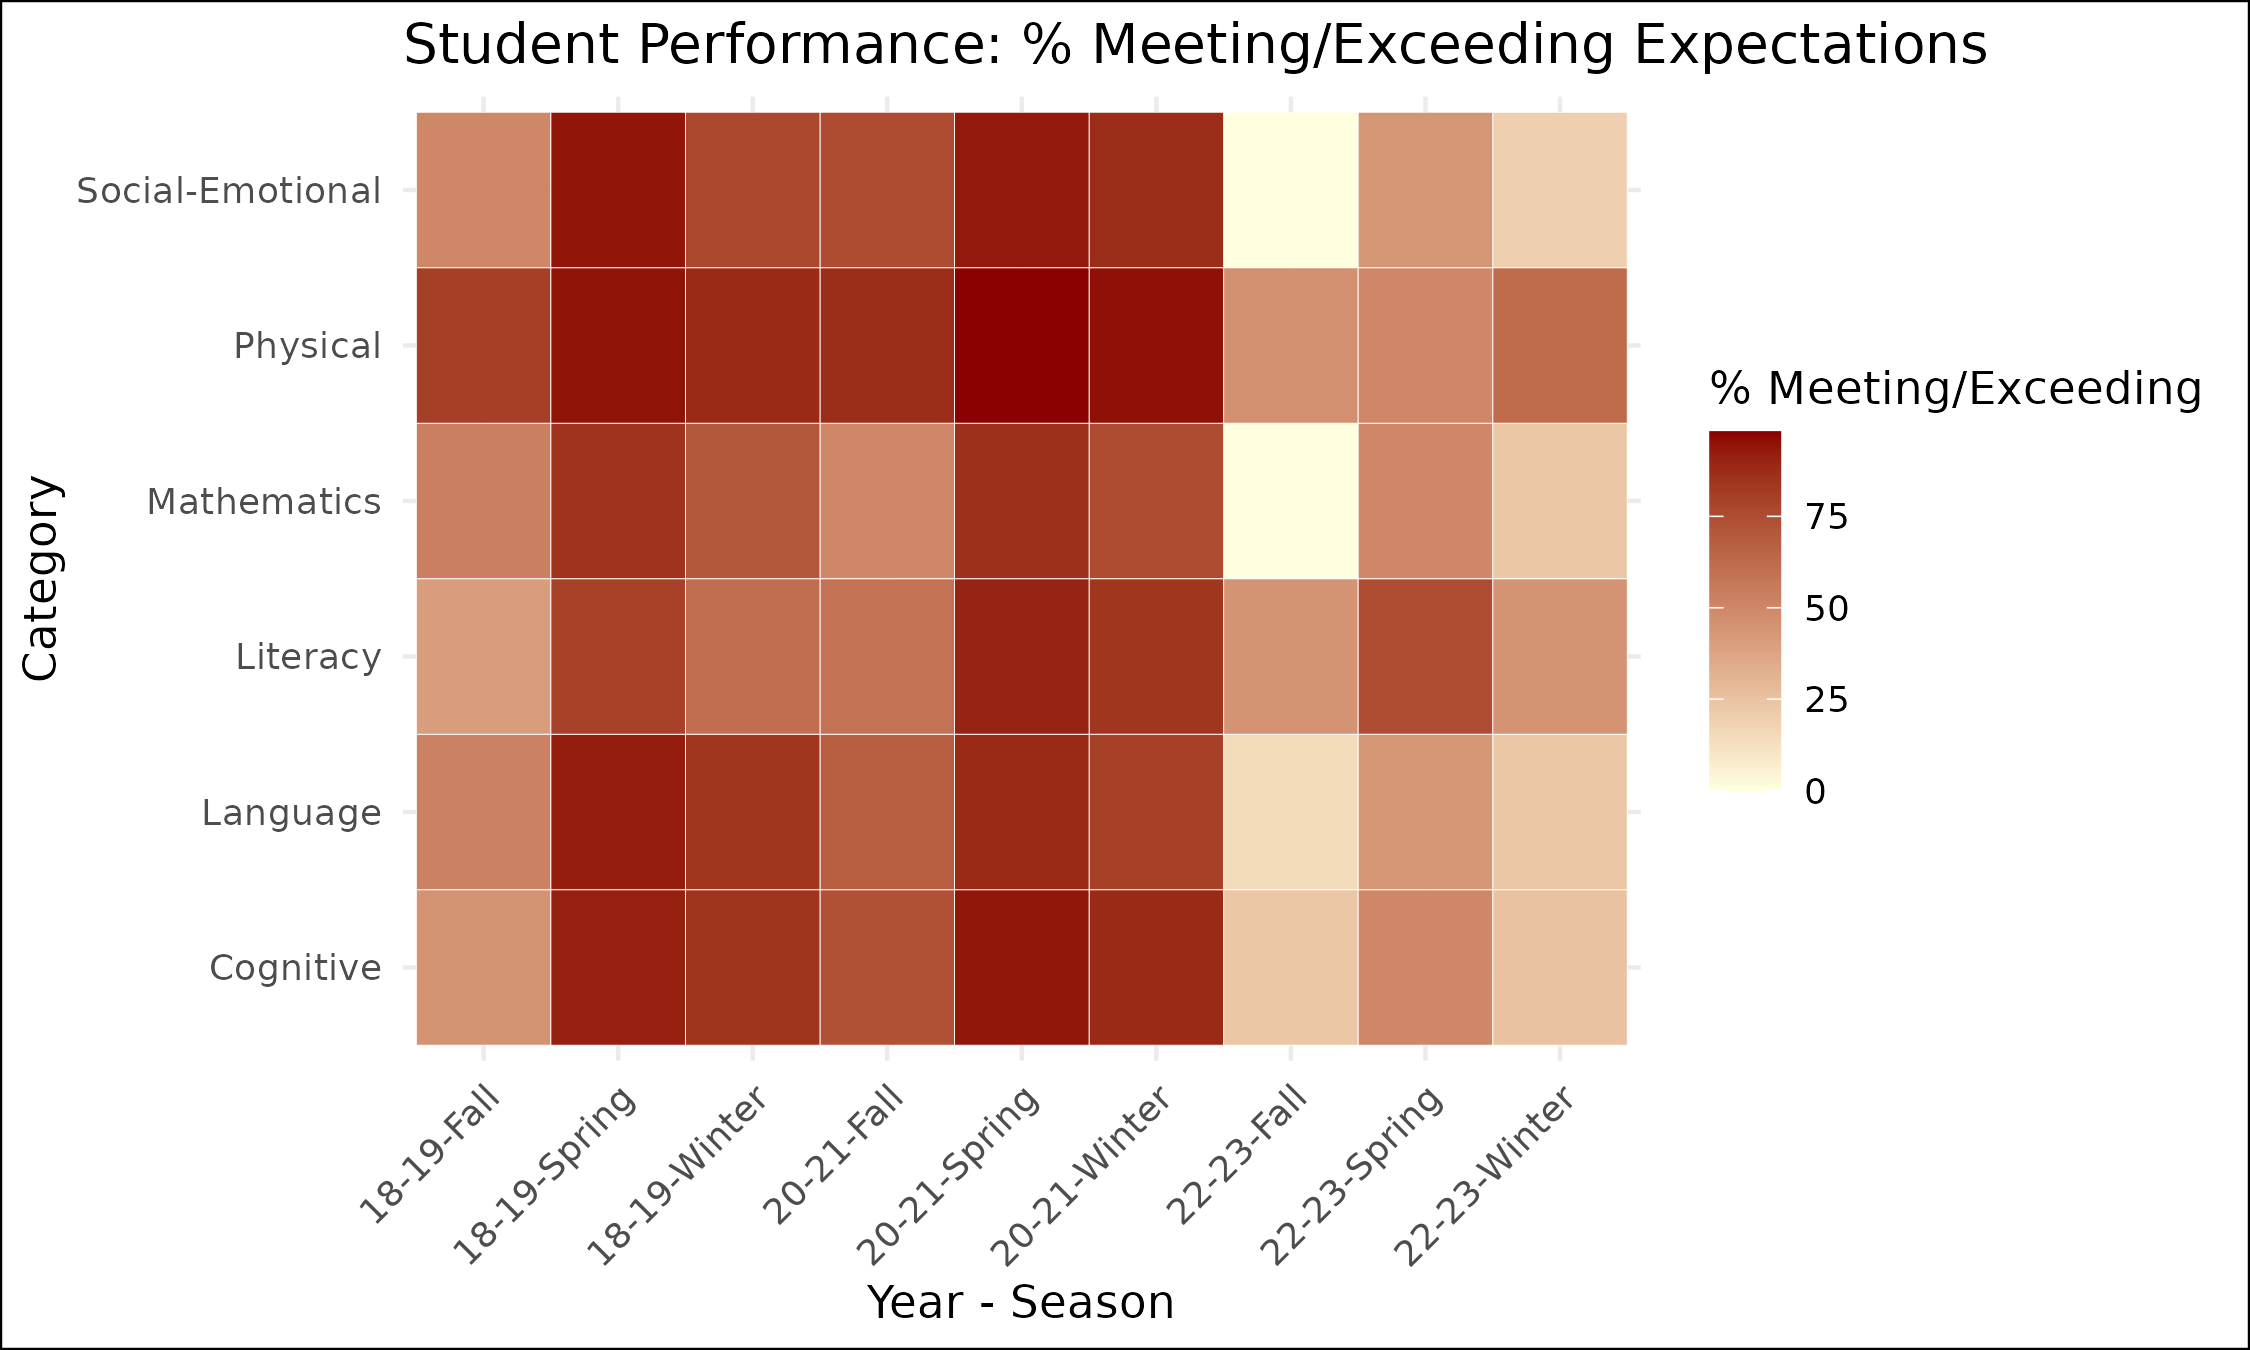 Student Performance: % Meeting/Exceeding Expectations
Category
Social-Emotional
Physical
Mathematics
Literacy
Language
Cognitive
18-19-Fall
18-19-Spring
18-19-Winter
20-21-Fall
20-21-Spring
20-21-Winter
22-23-Fall
22-23-Spring
22-23-Winter
Year - Season
% Meeting/Exceeding
75
50
25
0